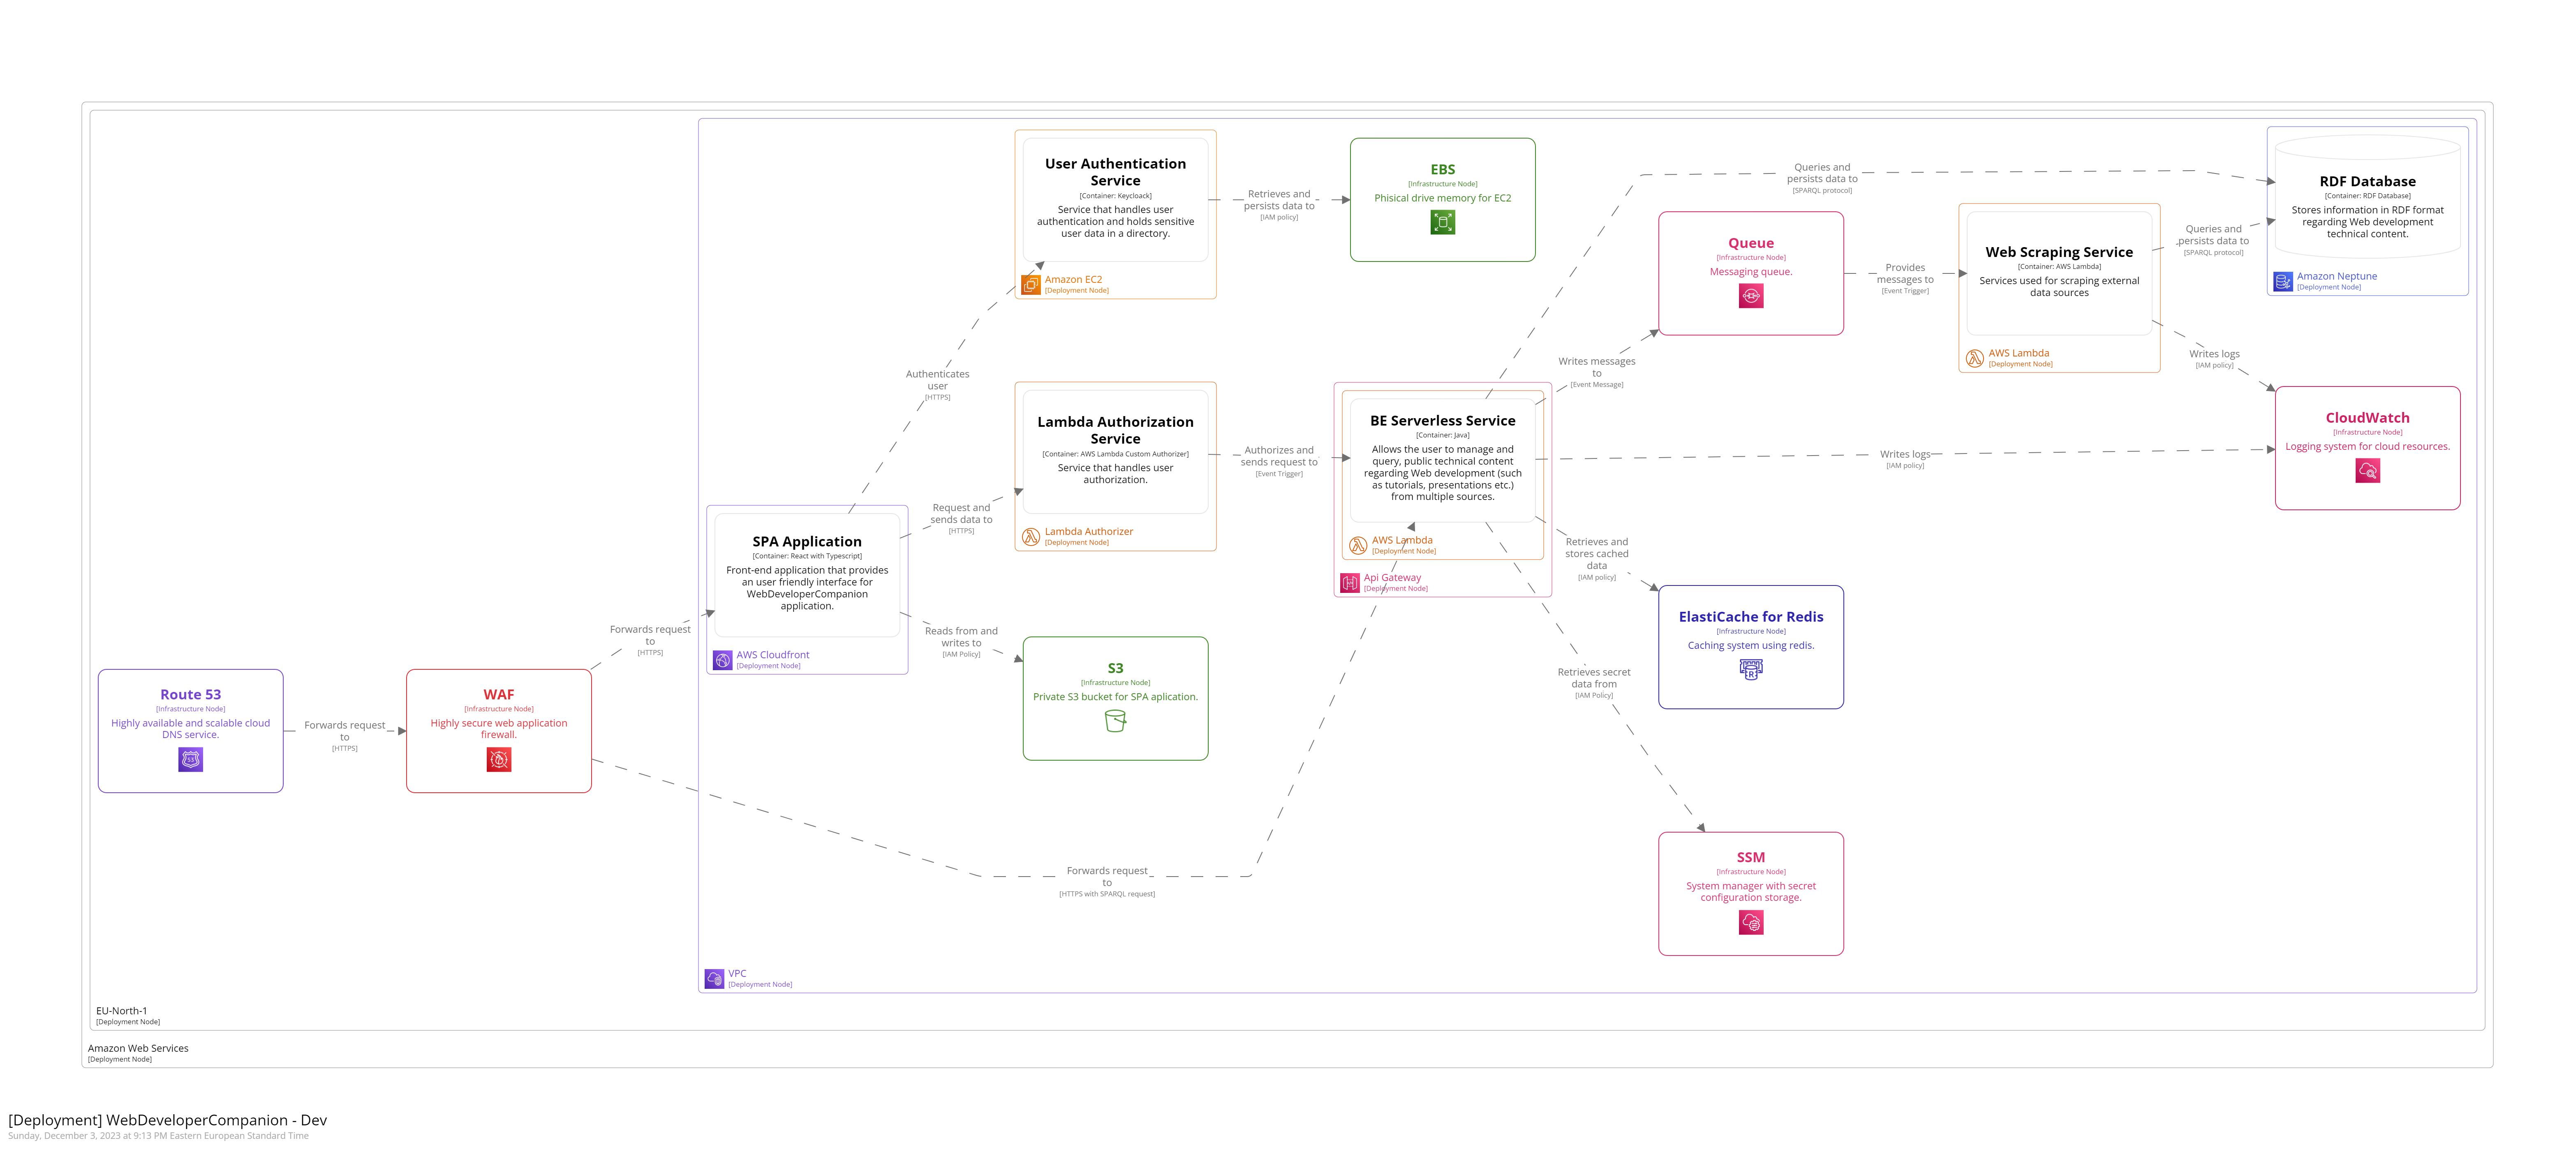 User Authentication
Service
[Container: Keycloack]
Service that handles user
authentication and holds sensitive
user data in a directory.
Amazon EC2
[Deployment Node]
Retrieves and
persists data to
[IAM policy]
EBS
[Infrastructure Node]
Phisical drive memory for EC2
Queries and
persists data to
[SPARQL protocol]
RDF Database
[Container: RDF Database]
Stores information in RDF format
regarding Web development
technical content.
Amazon Neptune
[Deployment Node]
Queue
[Infrastructure Node]
Messaging queue.
Provides
messages to
[Event Trigger]
Web Scraping Service
[Container: AWS Lambda]
Services used for scraping external
data sources
AWS Lambda
[Deployment Node]
Queries and
persists data to
[SPARQL protocol]
Writes logs
[IAM policy]
Authenticates
user
[HTTPS]
Writes messages
to
[Event Message]
Lambda Authorization
Service
[Container: AWS Lambda Custom Authorizer]
Service that handles user
authorization.
Lambda Authorizer
[Deployment Node]
Authorizes and
sends request to
[Event Trigger]
BE Serverless Service
[Container: Java]
Allows the user to manage and
query, public technical content
regarding Web development (such
as tutorials, presentations etc.)
from multiple sources.
AWS Lambda
[Deployment Node]
Api Gateway
[Deployment Node]
Writes logs
[IAM policy]
CloudWatch
[Infrastructure Node]
Logging system for cloud resources.
Request and
sends data to
[HTTPS]
SPA Application
[Container: React with Typescript]
Front-end application that provides
an user friendly interface for
WebDeveloperCompanion
application.
AWS Cloudfront
[Deployment Node]
Retrieves and
stores cached
data
[IAM policy]
ElastiCache for Redis
[Infrastructure Node]
Caching system using redis.
R
Forwards request
to
[HTTPS]
Reads from and
writes to
[IAM Policy]
S3
[Infrastructure Node]
Private S3 bucket for SPA aplication.
Retrieves secret
data from
[IAM Policy]
Route 53
[Infrastructure Node]
Highly available and scalable cloud
DNS service.
53
Forwards request
to
[HTTPS]
WAF
[Infrastructure Node]
Highly secure web application
firewall.
Forwards request
to
[HTTPS with SPARQL request]
SSM
[Infrastructure Node]
System manager with secret
configuration storage.
VPC
[Deployment Node]
EU-North-1
[Deployment Node]
Amazon Web Services
[Deployment Node]
[Deployment] WebDeveloperCompanion - Dev
Sunday, December 3, 2023 at 9:13 PM Eastern European Standard Time